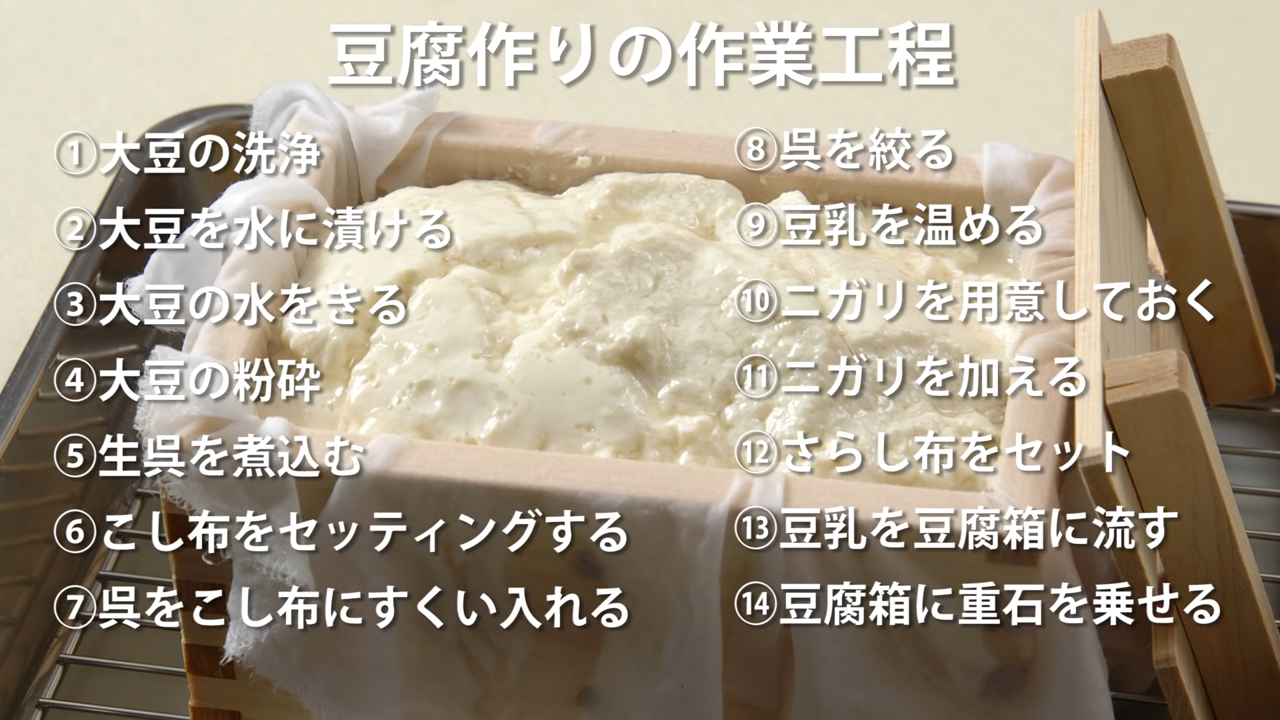 豆腐作りの作業工程
①大豆の洗浄
②大豆を水に漬ける
③大豆の水をきる
④大豆の粉砕
⑤生呉を煮込む
⑥こし布をセッティングする
⑦呉をこし布にすくい入れる
⑧呉を絞る
⑨豆乳を温める
⑩ニガリを用意しておく
⑪ニガリを加える
⑫さらし布をセット
⑬豆乳を豆腐箱に流す
⑭豆腐箱に重石を乗せる